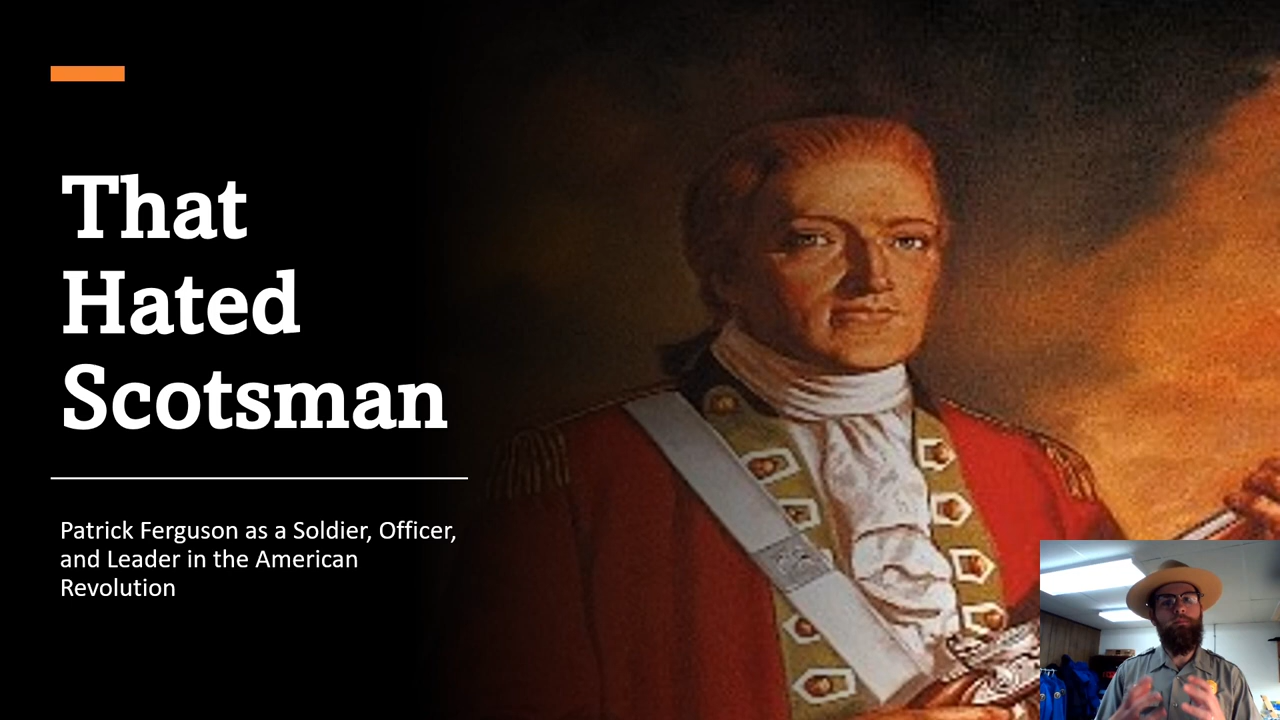 That
Hated
Scotsman
Patrick Ferguson as a Soldier, Officer,
and Leader in the American
Revolution